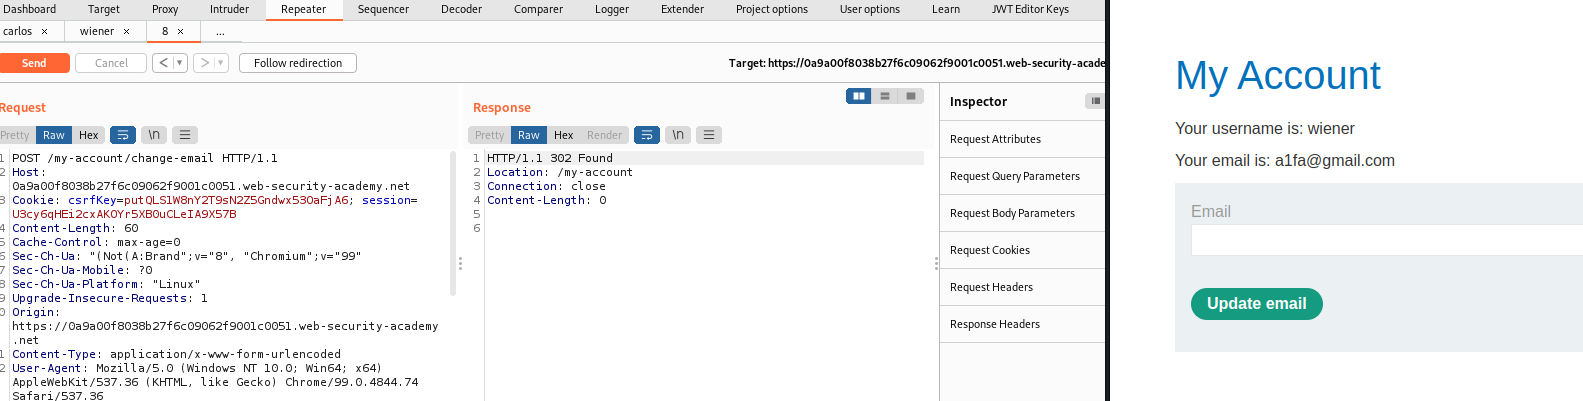 Dashboard Target Proxy Intruder Repeater Sequencer Decoder Comparer Logger Extender Project options User options Learn JWT Editor Keys
carlos × wiener × 8 × ...
Send Cancel < > Follow redirection Target: https://0a9a00f8038b27f6c09062f9001c0051.web-security-acade
Request
Pretty Raw Hex \n
POST /my-account/change-email HTTP/1.1
2 Host:
0a9a00f8038b27f6c09062f9001c0051.web-security-academy.net
3 Cookie: csrfKey=putQLS1W8nY2T9sN2Z5Gndwx530aFjA6; session=
U3cy6qHEi2cxAKOYr5XB0uCLeIA9X57B
4 Content-Length: 60
5 Cache-Control: max-age=0
6 Sec-Ch-Ua: "(Not(A:Brand";v="8", "Chromium";v="99"
7 Sec-Ch-Ua-Mobile: ?0
8 Sec-Ch-Ua-Platform: "Linux"
9 Upgrade-Insecure-Requests: 1
0 Origin:
https://0a9a00f8038b27f6c09062f9001c0051.web-security-academy
.net
1 Content-Type: application/x-www-form-urlencoded
2 User-Agent: Mozilla/5.0 (Windows NT 10.0; Win64; x64)
AppleWebKit/537.36 (KHTML, like Gecko) Chrome/99.0.4844.74
Safari/537.36
Response
Pretty Raw Hex Render \n
1 HTTP/1.1 302 Found
2 Location: /my-account
3 Connection: close
4 Content-Length: 0
5
6
Inspector
Request Attributes
Request Query Parameters
Request Body Parameters
Request Cookies
Request Headers
Response Headers
My Account
Your username is: wiener
Your email is: a1fa@gmail.com
Email
Update email